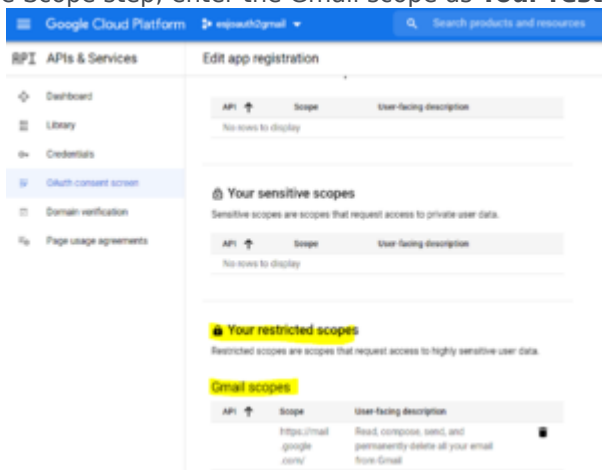 e Scope step, enter the Gmail scope as Your rest
Google Cloud Platform
enjoauth2gmail
Search products and resources
API APIs & Services
Edit app registration
Dashboard
Library
Credentials
OAuth consent screen
Domain verification
Page usage agreements
API Scope User-facing description
No rows to display
Your sensitive scopes
Sensitive scopes are scopes that request access to private user data.
API Scope User-facing description
No rows to display
Your restricted scopes
Restricted scopes are scopes that request access to highly sensitive user data.
Gmail scopes
API Scope User-facing description
https://mail
.google
.com/
Read, compose, send, and
permanently delete all your email
from Gmail